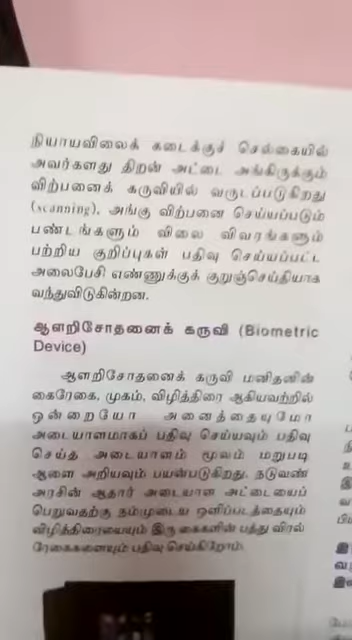 நியாயவிலைக் கடைக்குச் செல்கையில்
அவர்களது திறன் அட்டை அங்கிருக்கும்
விற்பனைக் கருவியில் வருடப்படுகிறது
(scanning). அங்கு விற்பனை செய்யப்படும்
பண்டங்களும் விலை விவரங்களும்
பற்றிய குறிப்புகள் பதிவு செய்யப்பட்ட
அலைபேசி எண்ணுக்குக் குறுஞ்செய்தியாக
வந்துவிடுகின்றன.
ஆளறிசோதனைக் கருவி (Biometric
Device)
ஆளறிசோதனைக் கருவி மனிதனின்
கைரேகை, முகம், விழித்திரை ஆகியவற்றில்
ஒன்றையோ அனைத்தையுமோ
அடையாளமாகப் பதிவு செய்யவும் பதிவு
செய்த அடையாளம் மூலம் மறுபடி
ஆளை அறியவும் பயன்படுகிறது. நடுவண்
அரசின் ஆதார் அடையாள அட்டையைப்
பெறுவதற்கு நம்முடைய ஒளிப்படத்தையும்
விழித்திரையையும் இரு கைகளின் பத்து விரல்
ரேகைகளையும் பதிவு செய்கிறோம்.